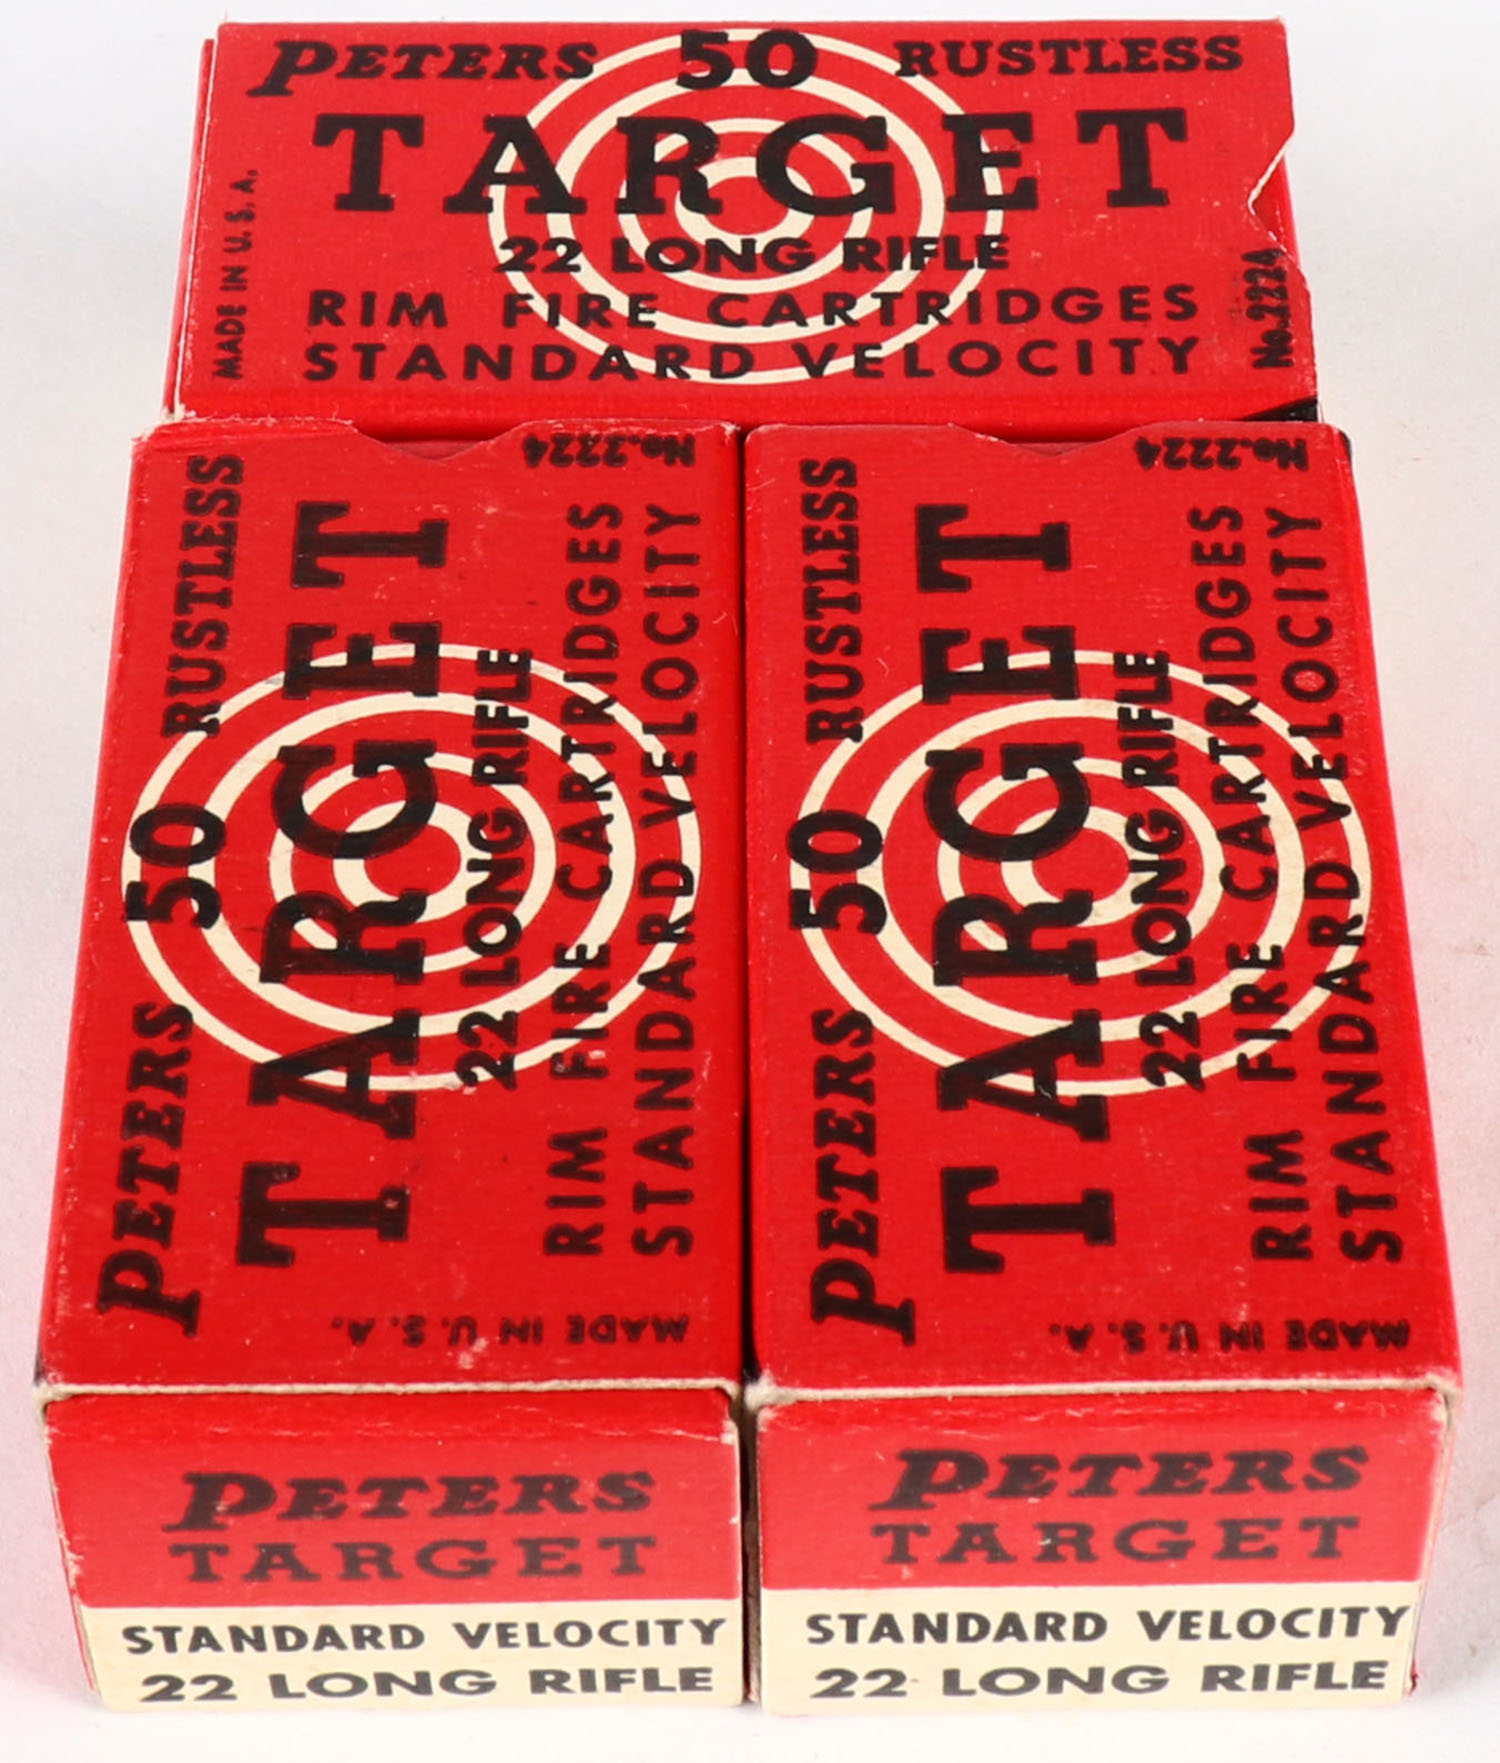 PETERS 50 RUSTLESS
TARGET
22 LONG RIFLE
RIM FIRE CARTRIDGES
STANDARD VELOCITY
MADE IN U.S.A.
No.2224
PETERS 50 RUSTLESS
TARGET
22 LONG RIFLE
RIM FIRE CARTRIDGES
STANDARD VELOCITY
MADE IN U.S.A.
No.2224
PETERS
TARGET
STANDARD VELOCITY
22 LONG RIFLE
PETERS 50 RUSTLESS
TARGET
22 LONG RIFLE
RIM FIRE CARTRIDGES
STANDARD VELOCITY
MADE IN U.S.A.
No.2224
PETERS
TARGET
STANDARD VELOCITY
22 LONG RIFLE